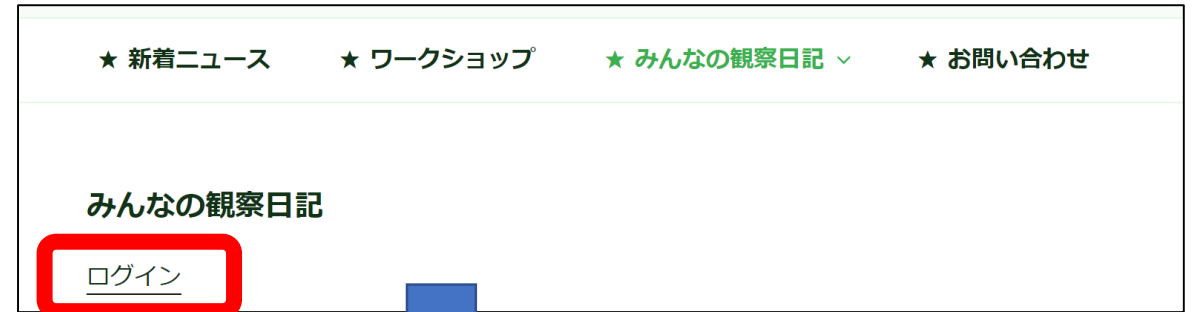 ★ 新着ニュース ★ ワークショップ ★ みんなの観察日記 ★ お問い合わせ
みんなの観察日記
ログイン